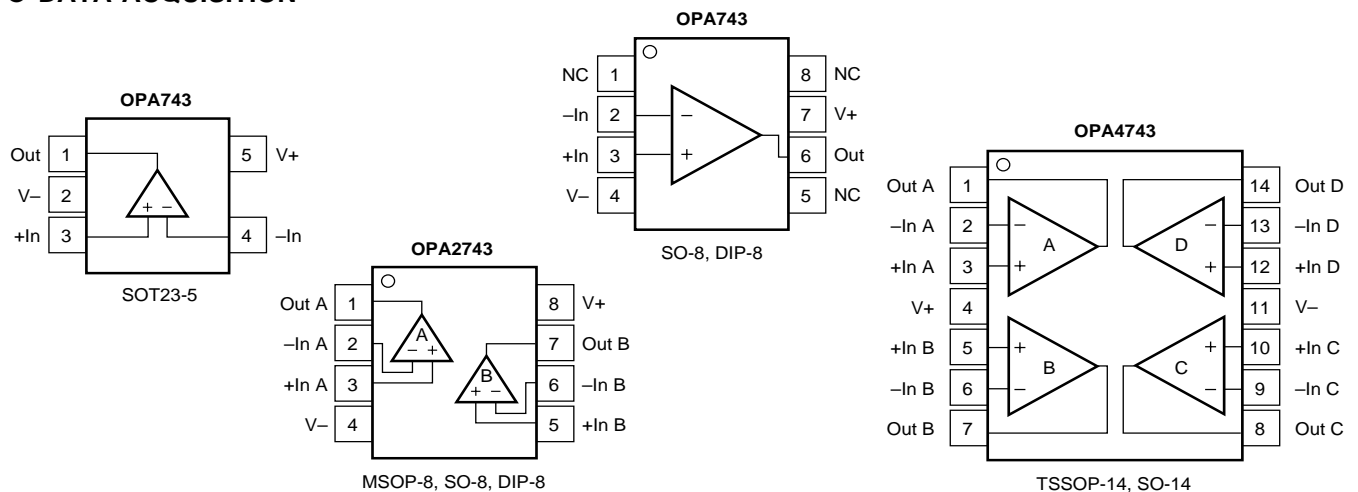 OPA743
Out 1
V– 2
+In 3
5 V+
4 –In
+ –
SOT23-5
OPA2743
Out A 1
–In A 2
+In A 3
V– 4
8 V+
7 Out B
6 –In B
5 +In B
A
– +
B
+ –
MSOP-8, SO-8, DIP-8
OPA743
NC 1
–In 2
+In 3
V– 4
8 NC
7 V+
6 Out
5 NC
–
+
SO-8, DIP-8
OPA4743
Out A 1
–In A 2
+In A 3
V+ 4
+In B 5
–In B 6
Out B 7
14 Out D
13 –In D
12 +In D
11 V–
10 +In C
9 –In C
8 Out C
–
A
+
–
D
+
+
B
–
+
C
–
TSSOP-14, SO-14